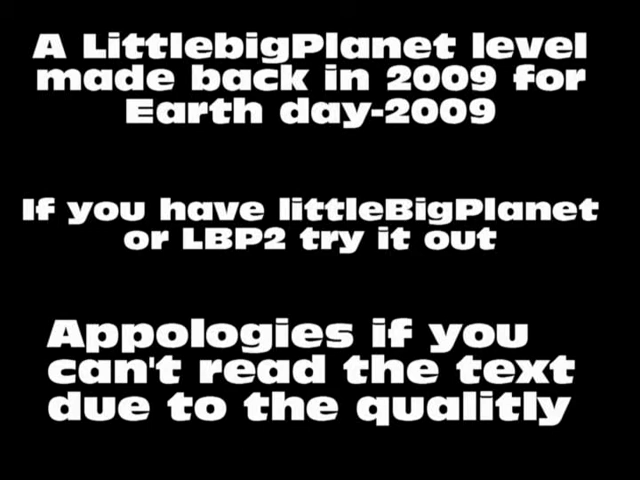 A LittlebigPlanet level
made back in 2009 for
Earth day-2009
If you have littleBigPlanet
or LBP2 try it out
Appologies if you
can't read the text
due to the qualitly